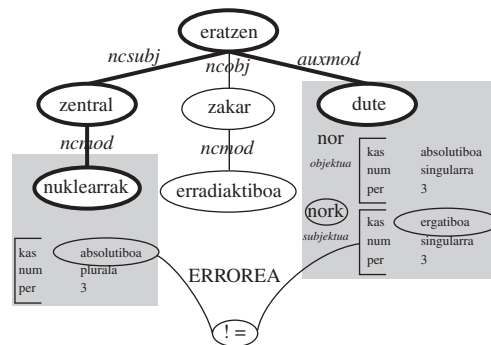 eratzen
ncsubj ncobj auxmod
zentral zakar dute
ncmod ncmod
nuklearrak erradiaktiboa
nor
objektua
kas absolutiboa
num singularra
per 3
nork
subjektua
kas ergatiboa
num singularra
per 3
kas absolutiboa
num plurala
per 3
ERROREA
! =